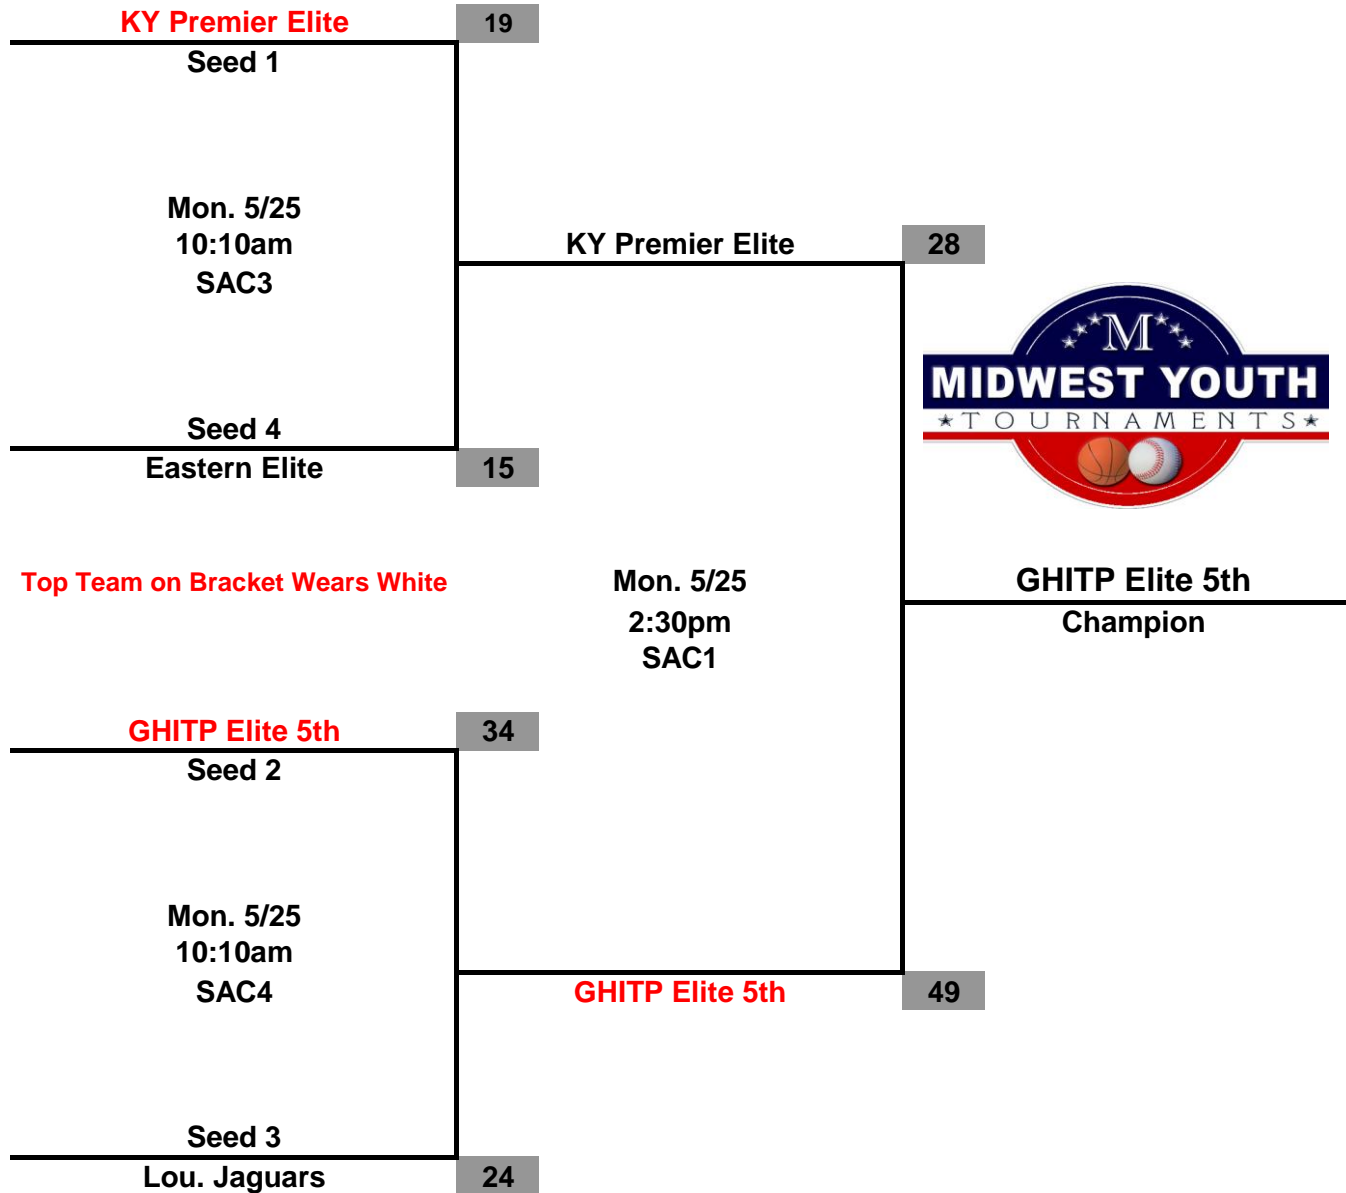 KY Premier Elite 19
Seed 1
Mon. 5/25
10:10am
SAC3
KY Premier Elite 28
Seed 4
Eastern Elite 15
M
MIDWEST YOUTH
TOURNAMENTS
Top Team on Bracket Wears White
Mon. 5/25
2:30pm
SAC1
GHITP Elite 5th
Champion
GHITP Elite 5th 34
Seed 2
Mon. 5/25
10:10am
SAC4
GHITP Elite 5th 49
Seed 3
Lou. Jaguars 24